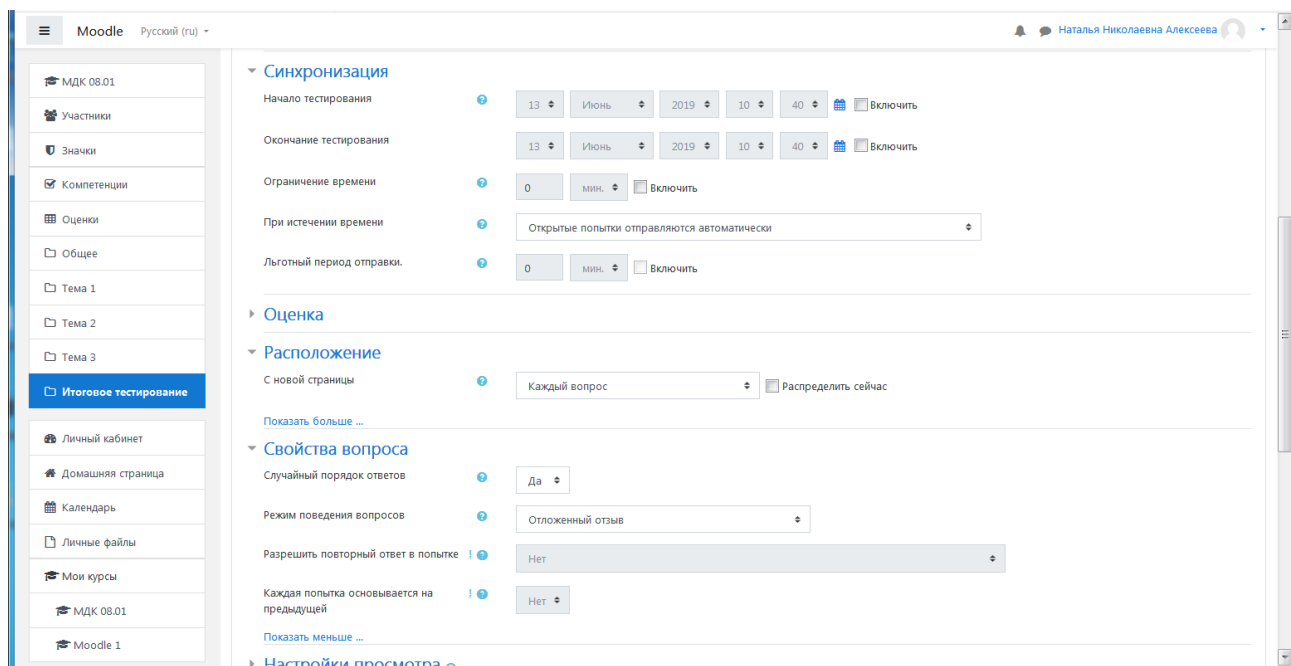 Moodle Русский (ru) Наталья Николаевна Алексеева
МДК 08.01
Участники
Значки
Компетенции
Оценки
Общее
Тема 1
Тема 2
Тема 3
Итоговое тестирование
Личный кабинет
Домашняя страница
Календарь
Личные файлы
Мои курсы
МДК 08.01
Moodle 1
Синхронизация
Начало тестирования ? 13 Июнь 2019 10 40 Включить
Окончание тестирования 13 Июнь 2019 10 40 Включить
Ограничение времени ? 0 мин. Включить
При истечении времени ? Открытые попытки отправляются автоматически
Льготный период отправки. ? 0 мин. Включить
Оценка
Расположение
С новой страницы ? Каждый вопрос Распределить сейчас
Показать больше ...
Свойства вопроса
Случайный порядок ответов ? Да
Режим поведения вопросов ? Отложенный отзыв
Разрешить повторный ответ в попытке ! ? Нет
Каждая попытка основывается на ! ? Нет
предыдущей
Показать меньше ...
Настройки просмотра